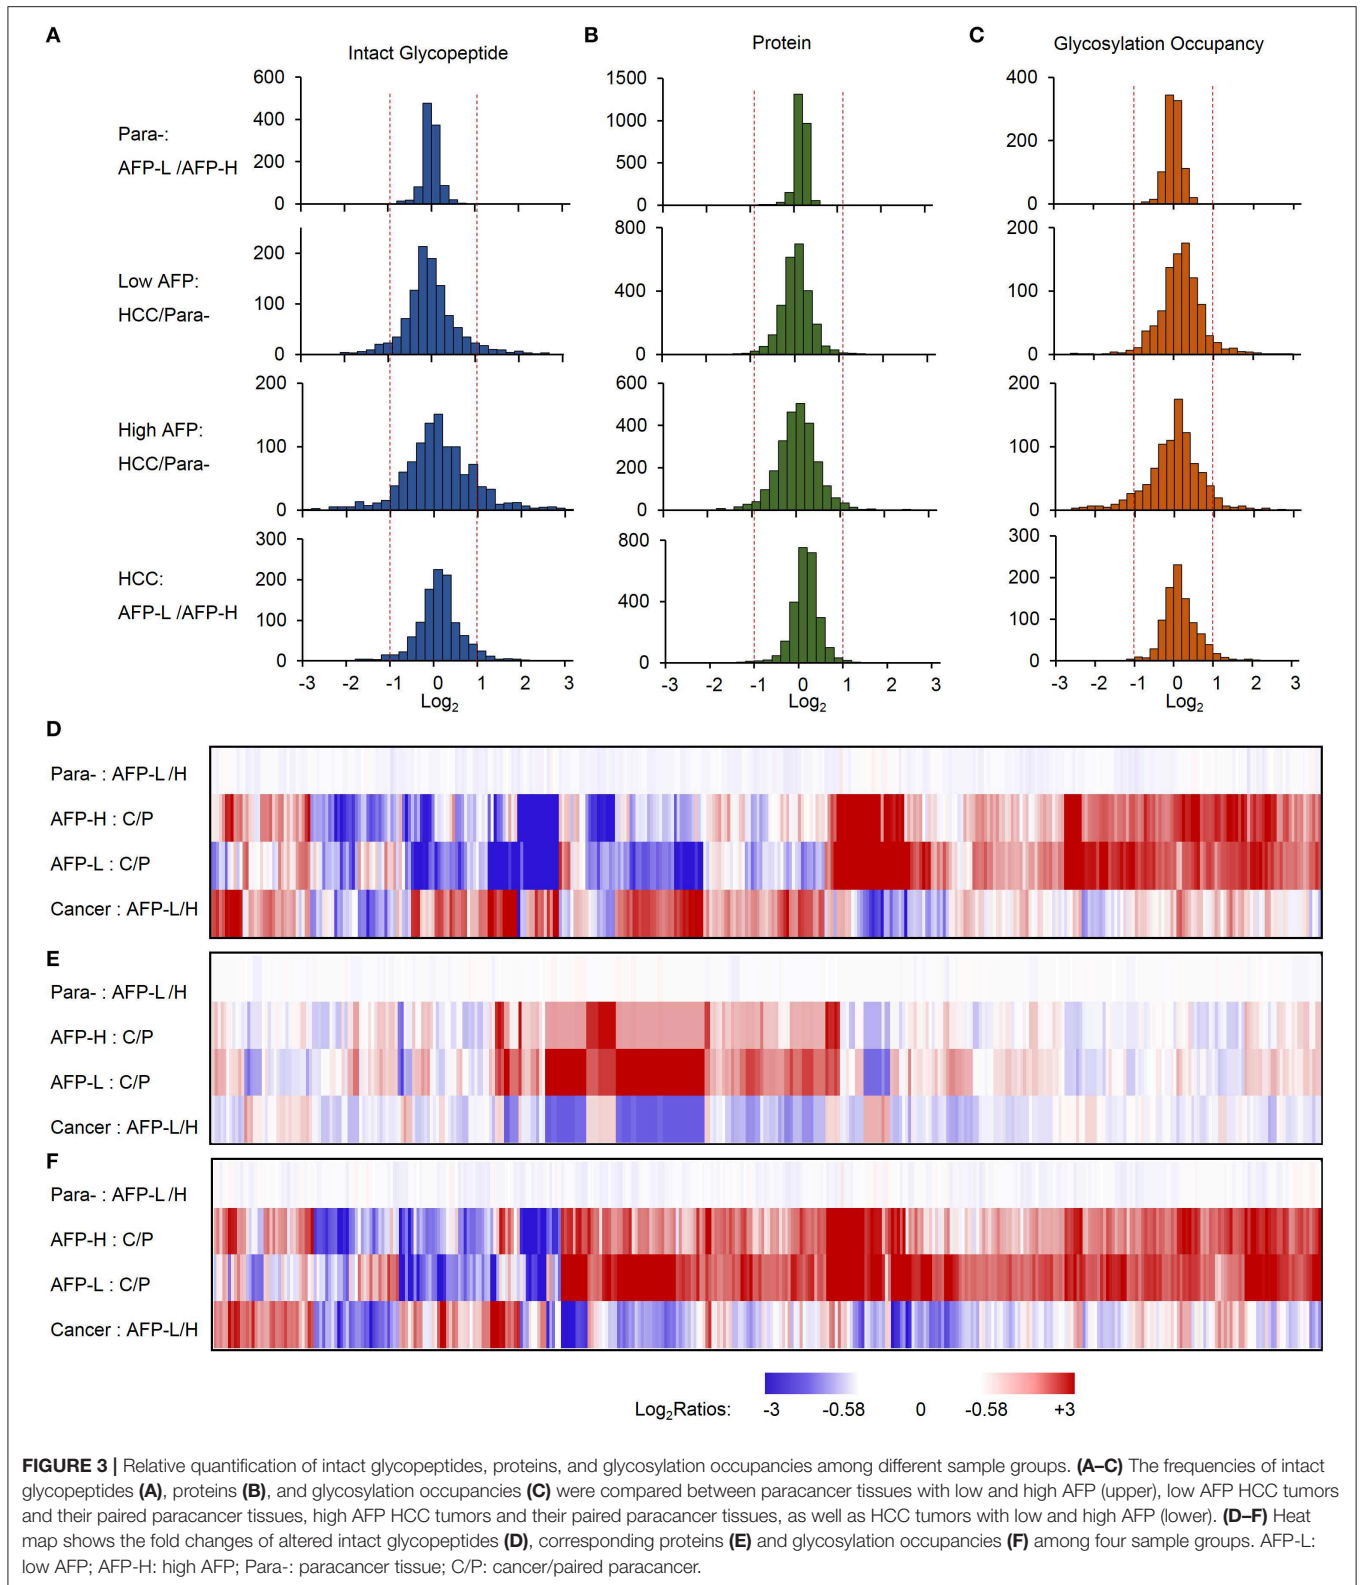 A
B
C
Intact Glycopeptide
Protein
Glycosylation Occupancy
Para-:
AFP-L /AFP-H
600
400
200
0
1500
1000
500
0
400
200
0
Low AFP:
HCC/Para-
200
100
0
800
400
0
200
100
0
High AFP:
HCC/Para-
200
100
0
600
400
200
0
200
100
0
HCC:
AFP-L /AFP-H
300
200
100
0
800
400
0
300
200
100
0
-3 -2 -1 0 1 2 3
-3 -2 -1 0 1 2 3
-3 -2 -1 0 1 2 3
Log2
Log2
Log2
D
Para- : AFP-L /H
AFP-H : C/P
AFP-L : C/P
Cancer : AFP-L/H
E
Para- : AFP-L /H
AFP-H : C/P
AFP-L : C/P
Cancer : AFP-L/H
F
Para- : AFP-L /H
AFP-H : C/P
AFP-L : C/P
Cancer : AFP-L/H
Log2Ratios: -3 -0.58 0 -0.58 +3
FIGURE 3 | Relative quantification of intact glycopeptides, proteins, and glycosylation occupancies among different sample groups. (A–C) The frequencies of intact
glycopeptides (A), proteins (B), and glycosylation occupancies (C) were compared between paracancer tissues with low and high AFP (upper), low AFP HCC tumors
and their paired paracancer tissues, high AFP HCC tumors and their paired paracancer tissues, as well as HCC tumors with low and high AFP (lower). (D–F) Heat
map shows the fold changes of altered intact glycopeptides (D), corresponding proteins (E) and glycosylation occupancies (F) among four sample groups. AFP-L:
low AFP; AFP-H: high AFP; Para-: paracancer tissue; C/P: cancer/paired paracancer.